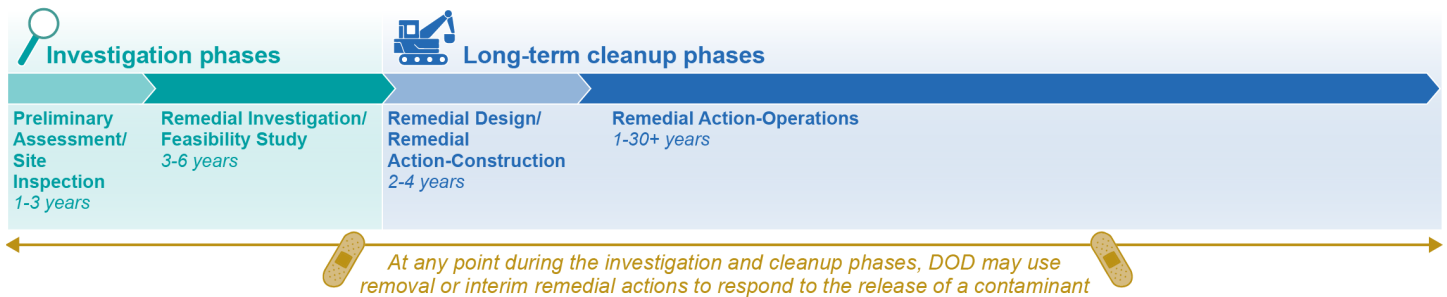 Investigation phases
Long-term cleanup phases
Preliminary
Assessment/
Site
Inspection
1-3 years
Remedial Investigation/
Feasibility Study
3-6 years
Remedial Design/
Remedial
Action-Construction
2-4 years
Remedial Action-Operations
1-30+ years
At any point during the investigation and cleanup phases, DOD may use
removal or interim remedial actions to respond to the release of a contaminant